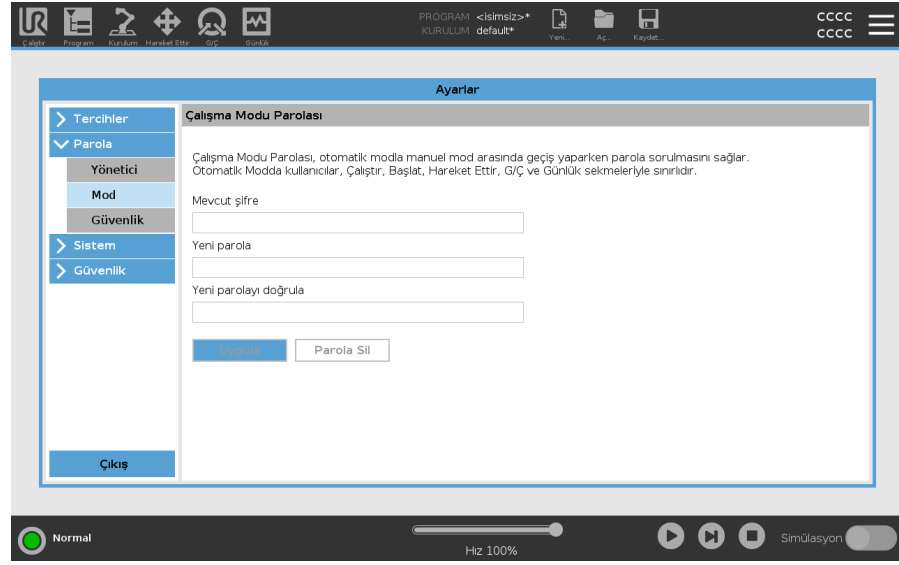 PROGRAM <isimsiz>*
KURULUM default*
cccc
cccc
Çalıştır Program Kurulum Hareket Ettir G/Ç Günlük Yeni... Aç... Kaydet...
Ayarlar
Tercihler
Parola
Yönetici
Mod
Güvenlik
Sistem
Güvenlik
Çıkış
Çalışma Modu Parolası
Çalışma Modu Parolası, otomatik modla manuel mod arasında geçiş yaparken parola sorulmasını sağlar.
Otomatik Modda kullanıcılar, Çalıştır, Başlat, Hareket Ettir, G/Ç ve Günlük sekmeleriyle sınırlıdır.
Mevcut şifre
Yeni parola
Yeni parolayı doğrula
Uygula
Parola Sil
Normal
Hız 100%
Simülasyon